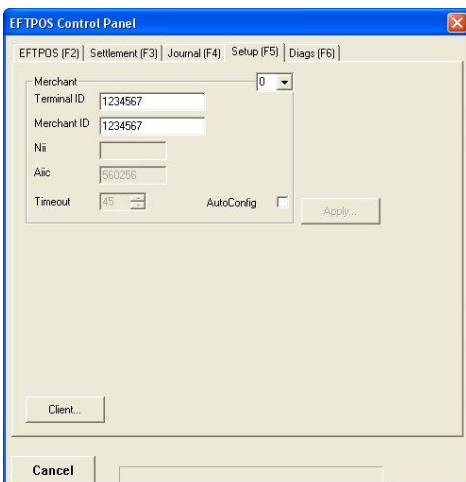 EFTPOS Control Panel
EFTPOS (F2) Settlement (F3) Journal (F4) Setup (F5) Diags (F6)
Merchant 0
Terminal ID 1234567
Merchant ID 1234567
Nii
Aiic 560256
Timeout 45 AutoConfig
Apply...
Client...
Cancel